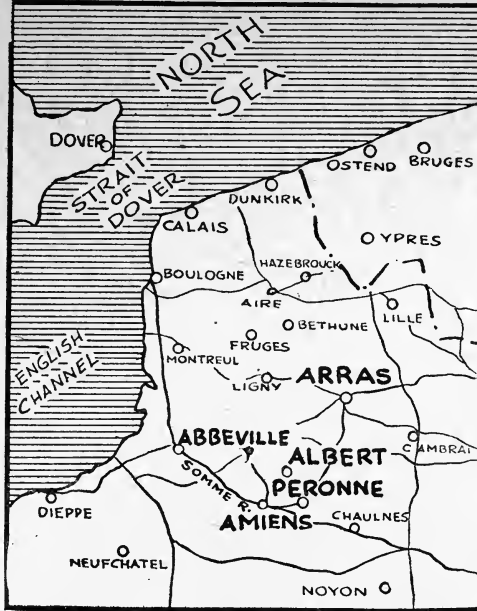 NORTH
SEA
DOVER
STRAIT
OF
DOVER
OSTEND
BRUGES
DUNKIRK
CALAIS
YPRES
HAZEBROUCK
BOULOGNE
AIRE
LILLE
BETHUNE
FRUGES
MONTREUL
ENGLISH
CHANNEL
LIGNY
ARRAS
ABBEVILLE
CAMBRAI
ALBERT
SOMME R.
PERONNE
AMIENS
CHAULNES
DIEPPE
NEUFCHATEL
NOYON